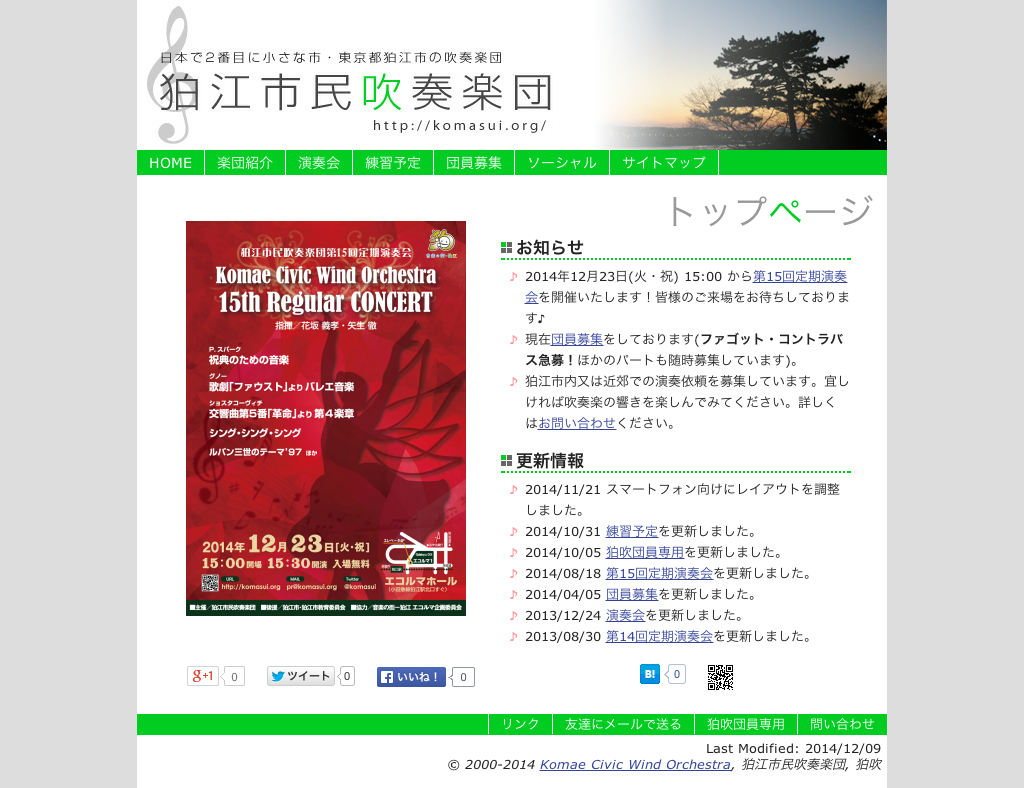 日本で2番目に小さな市・東京都狛江市の吹奏楽団
狛江市民吹奏楽団
http://komasui.org/
HOME 楽団紹介 演奏会 練習予定 団員募集 ソーシャル サイトマップ
トップページ
狛江市民吹奏楽団第15回定期演奏会
Komae Civic Wind Orchestra
15th Regular CONCERT
指揮／花坂 義孝・矢生 徹
P. スパーク
祝典のための音楽
グノー
歌劇「ファウスト」より バレエ音楽
ショスタコーヴィチ
交響曲第5番「革命」より 第4楽章
シング・シング・シング
ルパン三世のテーマ'97 ほか
2014年12月23日[火・祝]
15:00開場 15:30開演 入場無料
URL
http://komasui.org
MAIL
pr@komasui.org
Twitter
@komasui
エコルマホール
(小田急線狛江駅北口すぐ)
■主催／狛江市民吹奏楽団 ■後援／狛江市・狛江市教育委員会 ■協力／音楽の街－狛江 エコルマ企画委員会
お知らせ
♪ 2014年12月23日(火・祝) 15:00 から第15回定期演奏
会を開催いたします！皆様のご来場をお待ちしておりま
す♪
♪ 現在団員募集をしております(ファゴット・コントラバ
ス急募！ほかのパートも随時募集しています)。
♪ 狛江市内又は近郊での演奏依頼を募集しています。宜し
ければ吹奏楽の響きを楽しんでみてください。詳しく
はお問い合わせください。
更新情報
♪ 2014/11/21 スマートフォン向けにレイアウトを調整
しました。
♪ 2014/10/31 練習予定を更新しました。
♪ 2014/10/05 狛吹団員専用を更新しました。
♪ 2014/08/18 第15回定期演奏会を更新しました。
♪ 2014/04/05 団員募集を更新しました。
♪ 2013/12/24 演奏会を更新しました。
♪ 2013/08/30 第14回定期演奏会を更新しました。
g+1 0 ツイート 0 いいね！ 0 B! 0
リンク 友達にメールで送る 狛吹団員専用 問い合わせ
Last Modified: 2014/12/09
© 2000-2014 Komae Civic Wind Orchestra, 狛江市民吹奏楽団, 狛吹